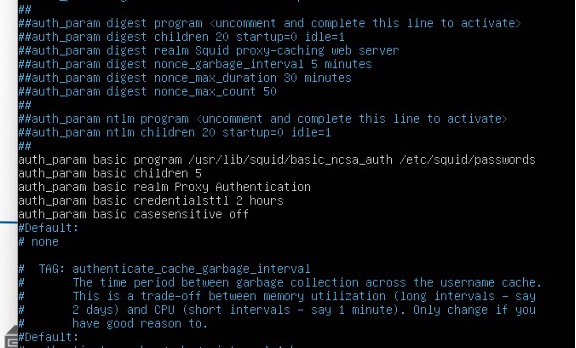 ##
##auth_param digest program <uncomment and complete this line to activate>
##auth_param digest children 20 startup=0 idle=1
##auth_param digest realm Squid proxy-caching web server
##auth_param digest nonce_garbage_interval 5 minutes
##auth_param digest nonce_max_duration 30 minutes
##auth_param digest nonce_max_count 50
##
##auth_param ntlm program <uncomment and complete this line to activate>
##auth_param ntlm children 20 startup=0 idle=1
##
auth_param basic program /usr/lib/squid/basic_ncsa_auth /etc/squid/passwords
auth_param basic children 5
auth_param basic realm Proxy Authentication
auth_param basic credentialsttl 2 hours
auth_param basic casesensitive off
#Default:
# none

#  TAG: authenticate_cache_garbage_interval
#       The time period between garbage collection across the username cache.
#       This is a trade-off between memory utilization (long intervals - say
#       2 days) and CPU (short intervals - say 1 minute). Only change if you
#       have good reason to.
#Default: